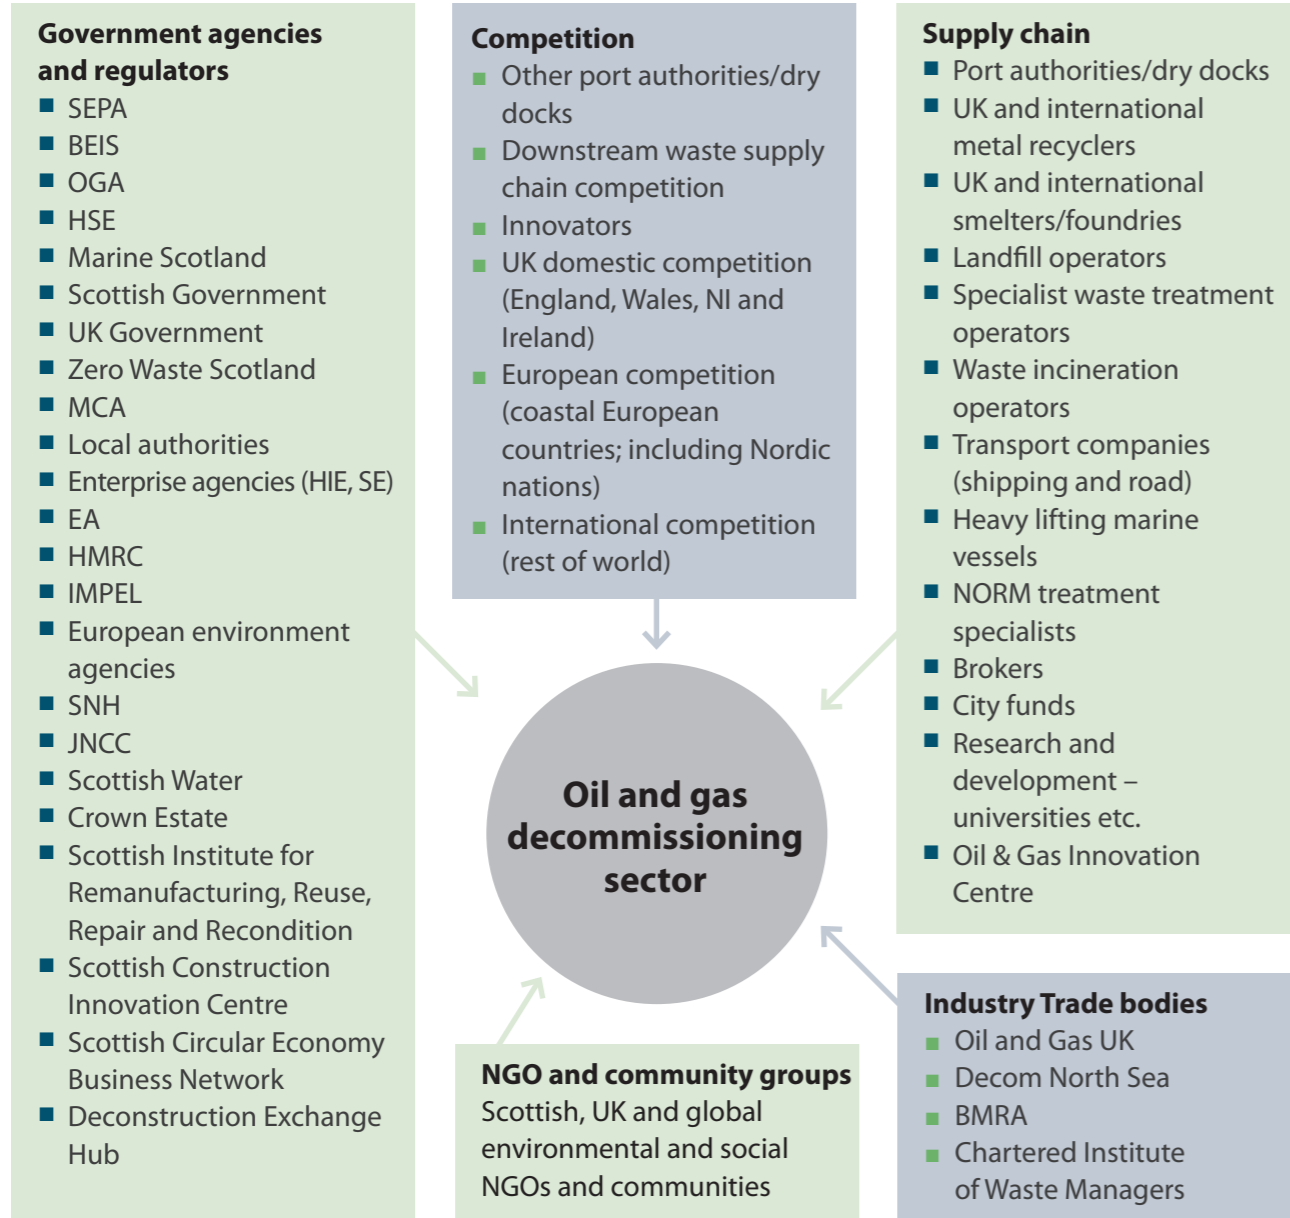 Government agencies
and regulators
SEPA
BEIS
OGA
HSE
Marine Scotland
Scottish Government
UK Government
Zero Waste Scotland
MCA
Local authorities
Enterprise agencies (HIE, SE)
EA
HMRC
IMPEL
European environment
agencies
SNH
JNCC
Scottish Water
Crown Estate
Scottish Institute for
Remanufacturing, Reuse,
Repair and Recondition
Scottish Construction
Innovation Centre
Scottish Circular Economy
Business Network
Deconstruction Exchange
Hub
Competition
Other port authorities/dry
docks
Downstream waste supply
chain competition
Innovators
UK domestic competition
(England, Wales, NI and
Ireland)
European competition
(coastal European
countries; including Nordic
nations)
International competition
(rest of world)
Supply chain
Port authorities/dry docks
UK and international
metal recyclers
UK and international
smelters/foundries
Landfill operators
Specialist waste treatment
operators
Waste incineration
operators
Transport companies
(shipping and road)
Heavy lifting marine
vessels
NORM treatment
specialists
Brokers
City funds
Research and
development –
universities etc.
Oil & Gas Innovation
Centre
Oil and gas
decommissioning
sector
NGO and community groups
Scottish, UK and global
environmental and social
NGOs and communities
Industry Trade bodies
Oil and Gas UK
Decom North Sea
BMRA
Chartered Institute
of Waste Managers